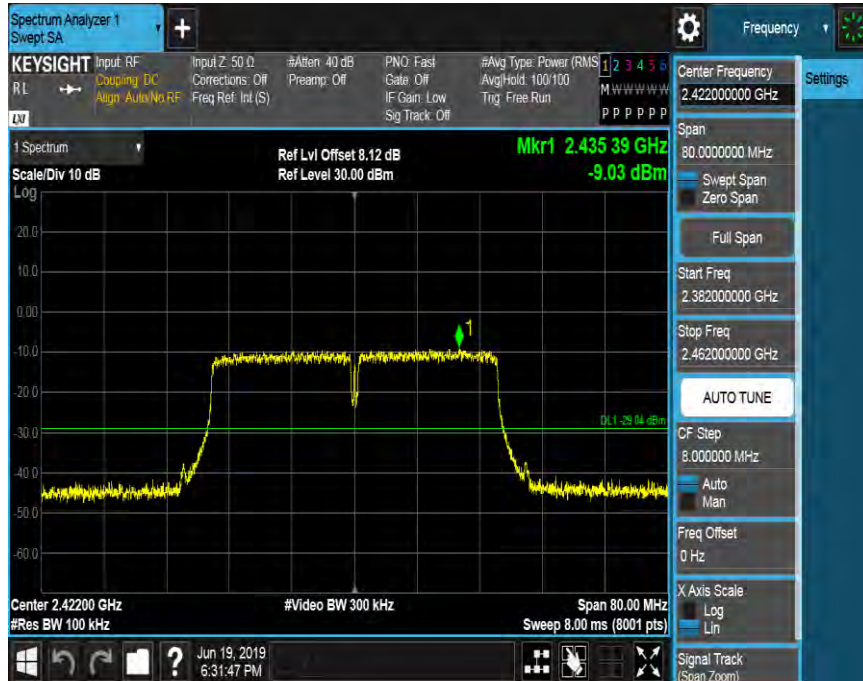 Spectrum Analyzer 1
Swept SA
+
Frequency
KEYSIGHT
RL
LXI
Input: RF
Coupling: DC
Align: Auto/No RF
Input Z: 50 Ω
Corrections: Off
Freq Ref: Int (S)
#Atten: 40 dB
Preamp: Off
PNO: Fast
Gate: Off
IF Gain: Low
Sig Track: Off
#Avg Type: Power (RMS
Avg|Hold: 100/100
Trig: Free Run
1 2 3 4 5 6
M W W W W W
P P P P P P
Settings
1 Spectrum
Scale/Div 10 dB
Log
Ref Lvl Offset 8.12 dB
Ref Level 30.00 dBm
Mkr1 2.435 39 GHz
-9.03 dBm
20.0
10.0
0.00
-10.0
-20.0
-30.0
-40.0
-50.0
-60.0
1
DL1 -29.04 dBm
Center 2.42200 GHz
#Res BW 100 kHz
#Video BW 300 kHz
Span 80.00 MHz
Sweep 8.00 ms (8001 pts)
Center Frequency
2.422000000 GHz
Span
80.0000000 MHz
Swept Span
Zero Span
Full Span
Start Freq
2.382000000 GHz
Stop Freq
2.462000000 GHz
AUTO TUNE
CF Step
8.000000 MHz
Auto
Man
Freq Offset
0 Hz
X Axis Scale
Log
Lin
Signal Track
(Span Zoom)
?
Jun 19, 2019
6:31:47 PM